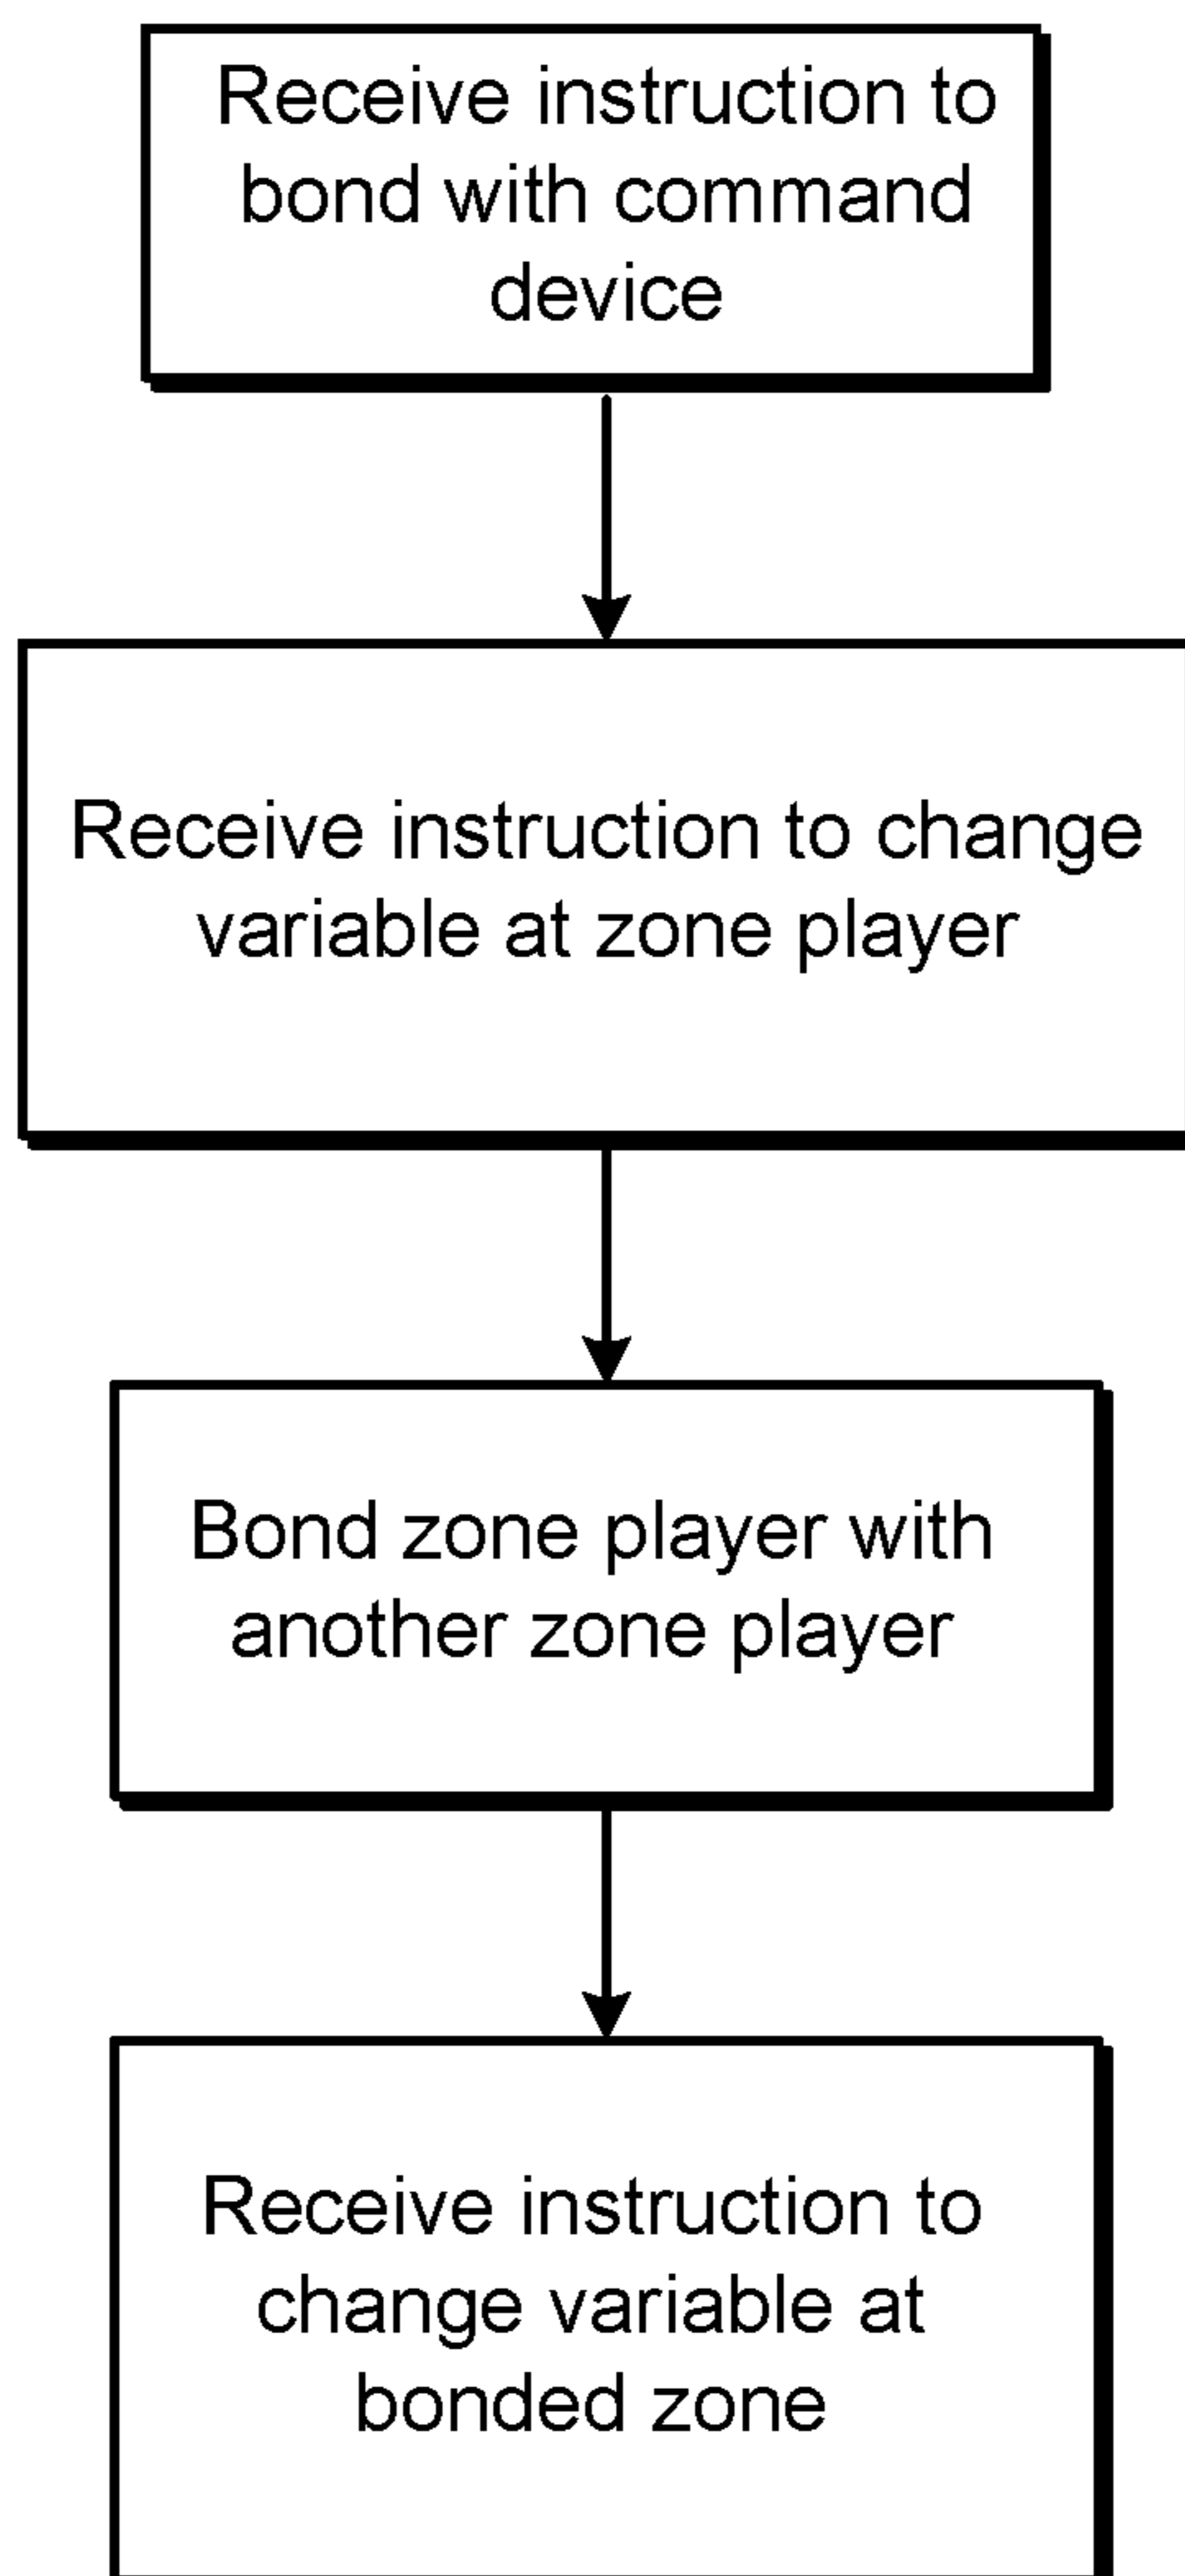 Receive instruction to
bond with command
device
Receive instruction to change
variable at zone player
Bond zone player with
another zone player
Receive instruction to
change variable at
bonded zone